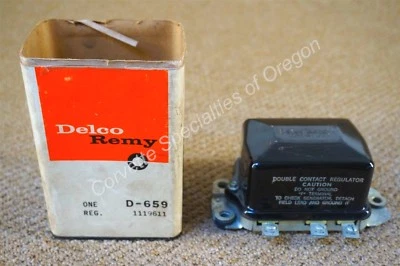 Delco
Remy
ONE D-659
REG. 1119611
DOUBLE CONTACT REGULATOR
CAUTION
DO NOT GROUND
"F" TERMINAL
TO CHECK GENERATOR DETACH
FIELD LEAD AND GROUND IT
Corvette Specialties of Oregon